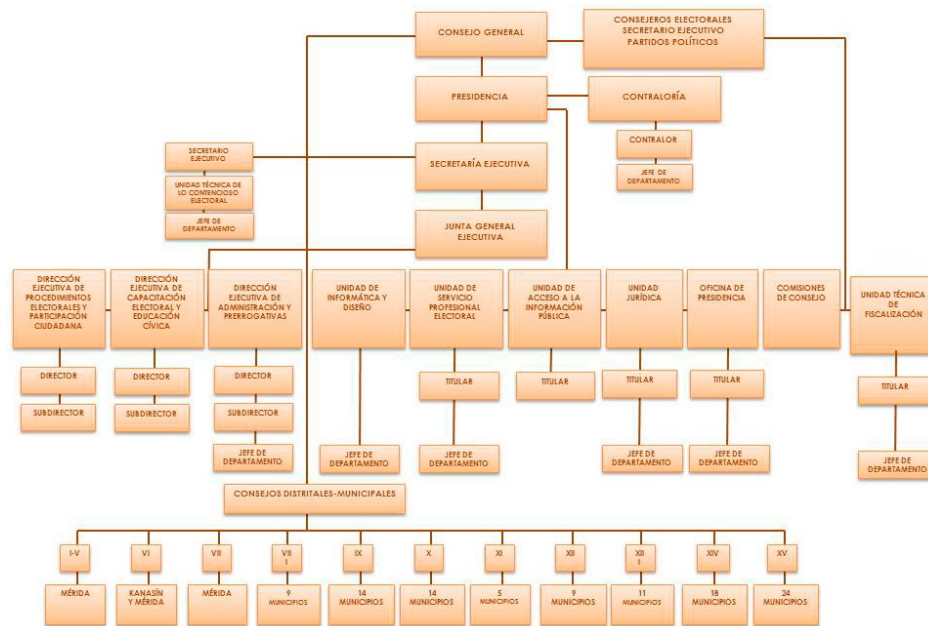 CONSEJO GENERAL
CONSEJEROS ELECTORALES
SECRETARIO EJECUTIVO
PARTIDOS POLÍTICOS
PRESIDENCIA
CONTRALORÍA
CONTRALOR
JEFE DE
DEPARTAMENTO
SECRETARIO
EJECUTIVO
UNIDAD TÉCNICA DE
LO CONTENCIOSO
ELECTORAL
JEFE DE
DEPARTAMENTO
SECRETARÍA EJECUTIVA
JUNTA GENERAL
EJECUTIVA
DIRECCIÓN
EJECUTIVA DE
PROCEDIMIENTOS
ELECTORALES Y
PARTICIPACIÓN
CIUDADANA
DIRECTOR
SUBDIRECTOR
DIRECCIÓN
EJECUTIVA DE
CAPACITACIÓN
ELECTORAL Y
EDUCACIÓN
CÍVICA
DIRECTOR
SUBDIRECTOR
DIRECCIÓN
EJECUTIVA DE
ADMINISTRACIÓN Y
PRERROGATIVAS
DIRECTOR
SUBDIRECTOR
JEFE DE
DEPARTAMENTO
UNIDAD DE
INFORMÁTICA Y
DISEÑO
JEFE DE
DEPARTAMENTO
UNIDAD DE
SERVICIO
PROFESIONAL
ELECTORAL
TITULAR
JEFE DE
DEPARTAMENTO
UNIDAD DE
ACCESO A LA
INFORMACIÓN
PÚBLICA
TITULAR
UNIDAD
JURÍDICA
TITULAR
JEFE DE
DEPARTAMENTO
OFICINA DE
PRESIDENCIA
TITULAR
JEFE DE
DEPARTAMENTO
COMISIONES
DE CONSEJO
UNIDAD TÉCNICA
DE
FISCALIZACIÓN
TITULAR
JEFE DE
DEPARTAMENTO
CONSEJOS DISTRITALES-MUNICIPALES
I-V
MÉRIDA
VI
KANASÍN
Y MÉRIDA
VII
MÉRIDA
VII
I
9
MUNICIPIOS
IX
14
MUNICIPIOS
X
14
MUNICIPIOS
XI
5
MUNICIPIOS
XII
9
MUNICIPIOS
XII
I
11
MUNICIPIOS
XIV
18
MUNICIPIOS
XV
24
MUNICIPIOS